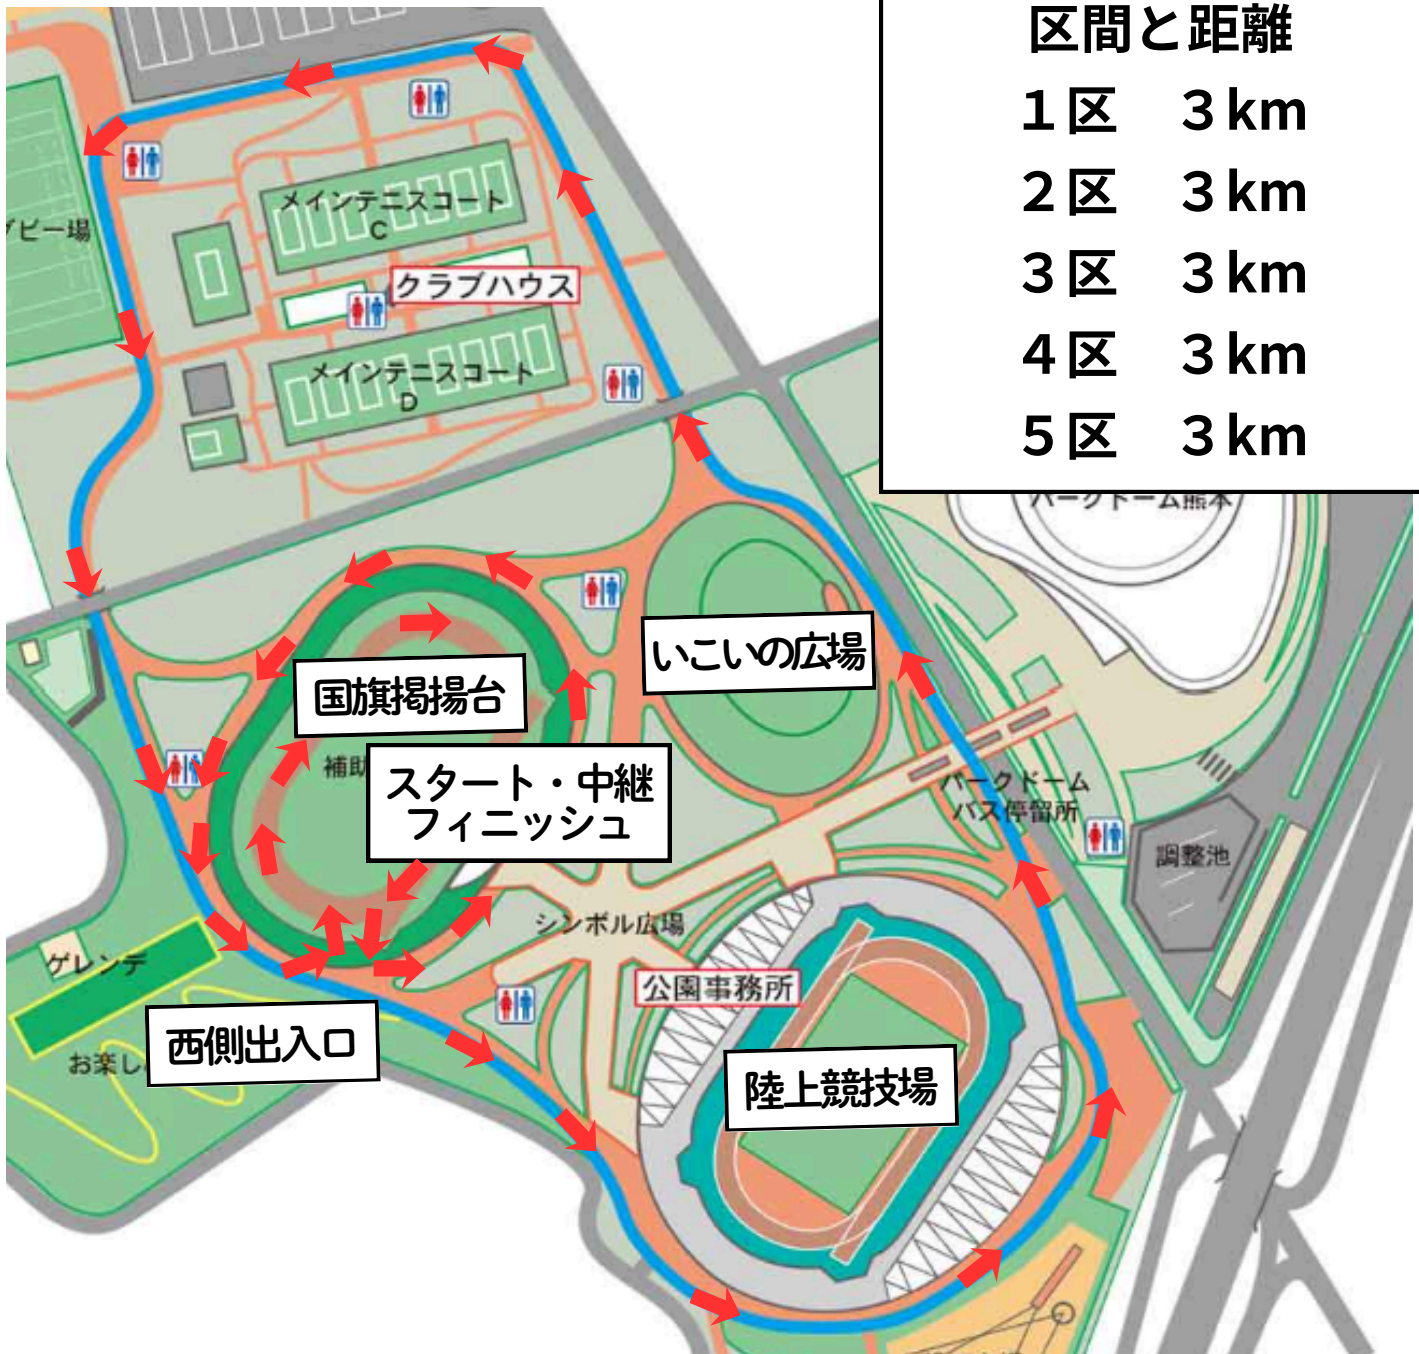 区間と距離
１区　３km
２区　３km
３区　３km
４区　３km
５区　３km
メインテニスコート
C
ビー場
クラブハウス
メインテニスコート
D
パークドーム熊本
いこいの広場
国旗掲揚台
補助
スタート・中継
フィニッシュ
パークドーム
バス停留所
調整池
シンボル広場
ゲレンデ
公園事務所
西側出入口
お楽し
陸上競技場